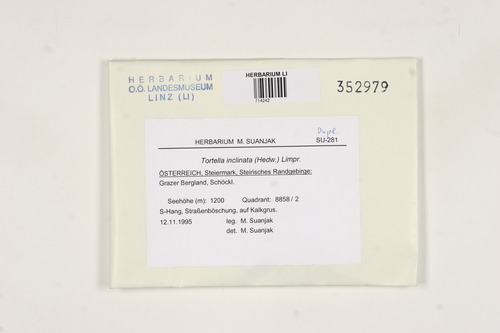 HERBARIUM
O.Ö. LANDESMUSEUM
LINZ (LI)
HERBARIUM LI
714242
352979
Dupl.
HERBARIUM M. SUANJAK
SU-281
Tortella inclinata (Hedw.) Limpr.
ÖSTERREICH, Steiermark, Steirisches Randgebirge:
Grazer Bergland, Schöckl.
Seehöhe (m): 1200 Quadrant: 8858 / 2
S-Hang, Straßenböschung, auf Kalkgrus.
12.11.1995 leg. M. Suanjak
det. M. Suanjak